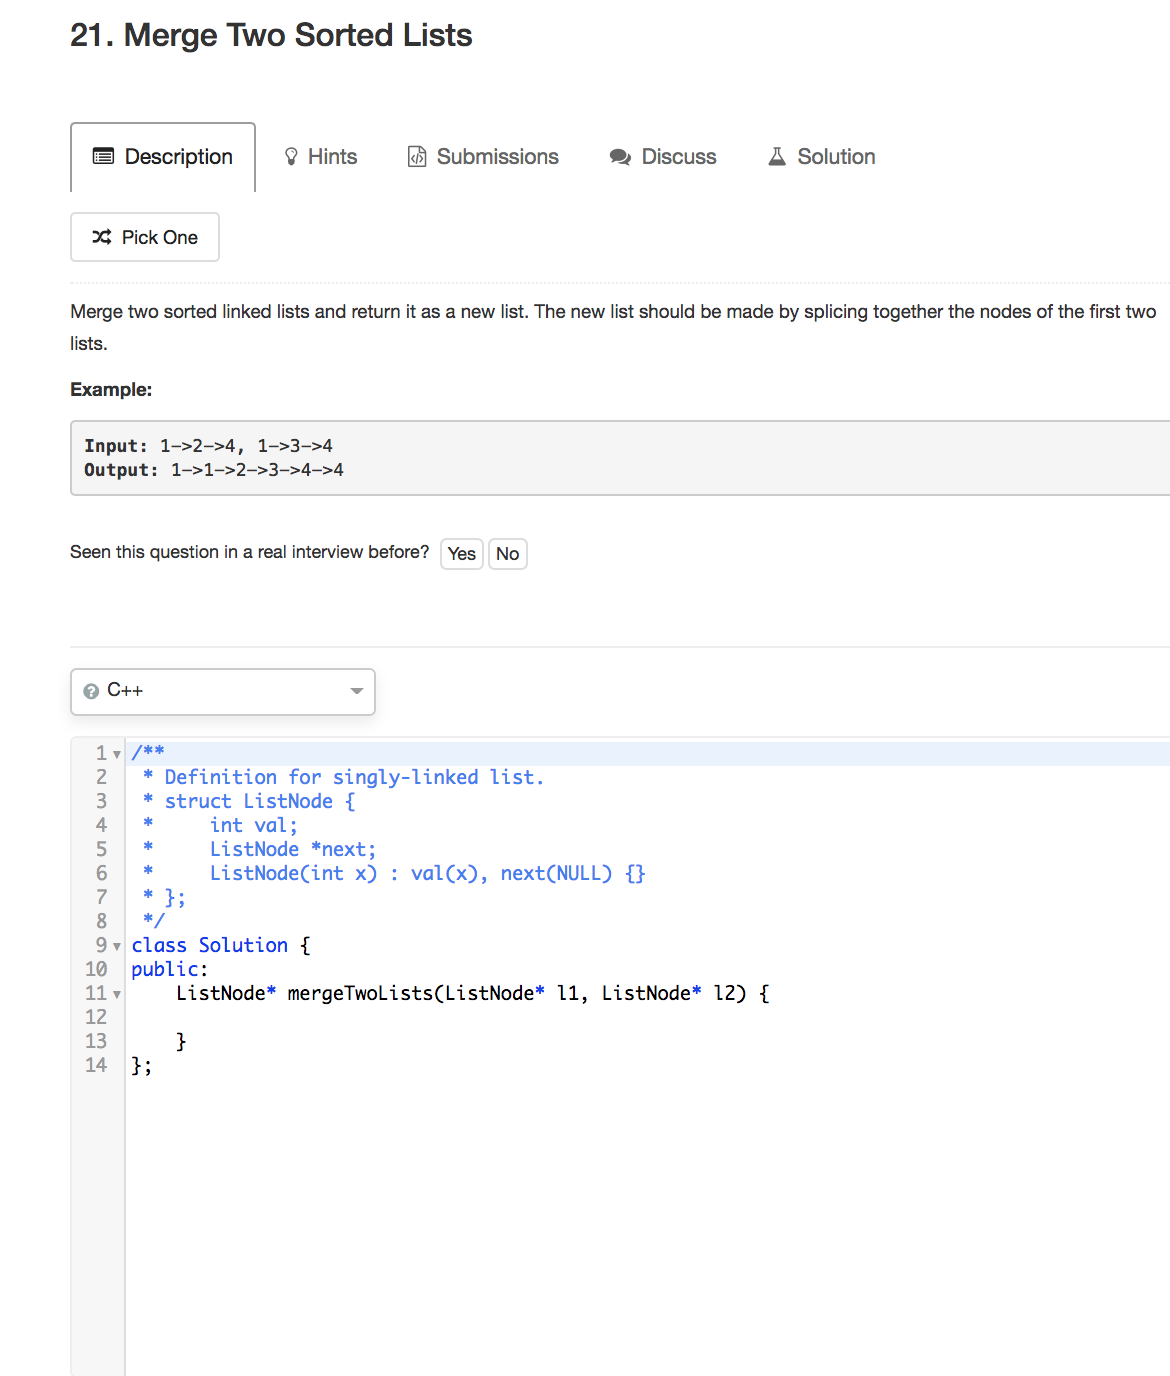 21. Merge Two Sorted Lists
Description Hints Submissions Discuss Solution
Pick One
Merge two sorted linked lists and return it as a new list. The new list should be made by splicing together the nodes of the first two
lists.
Example:
Input: 1->2->4, 1->3->4
Output: 1->1->2->3->4->4
Seen this question in a real interview before? Yes No
C++
1 /**
2  * Definition for singly-linked list.
3  * struct ListNode {
4  *     int val;
5  *     ListNode *next;
6  *     ListNode(int x) : val(x), next(NULL) {}
7  * };
8  */
9 class Solution {
10 public:
11     ListNode* mergeTwoLists(ListNode* l1, ListNode* l2) {
12
13     }
14 };